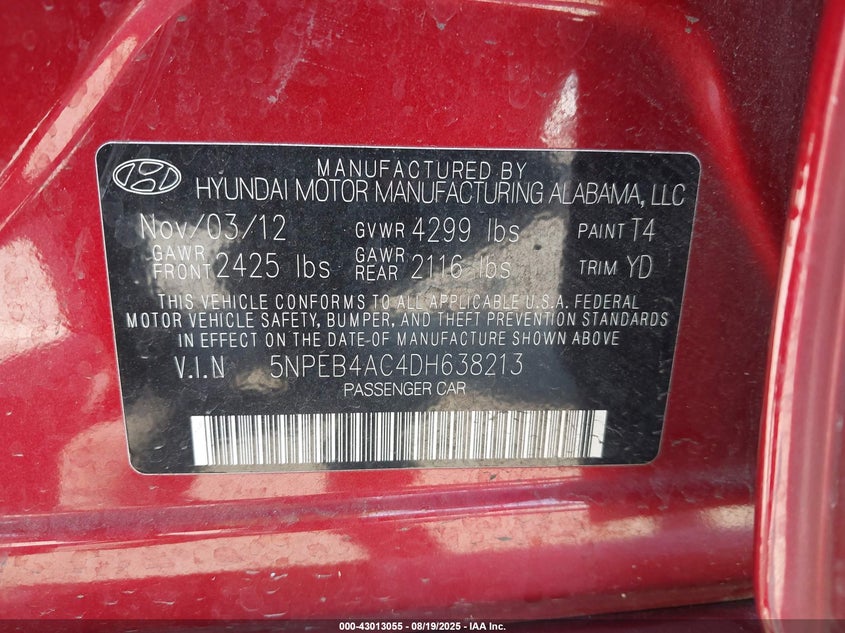 MANUFACTURED BY
HYUNDAI MOTOR MANUFACTURING ALABAMA, LLC
Nov/03/12 GVWR 4299 lbs PAINT T4
GAWR FRONT 2425 lbs GAWR REAR 2116 lbs TRIM YD
THIS VEHICLE CONFORMS TO ALL APPLICABLE U.S.A. FEDERAL
MOTOR VEHICLE SAFETY, BUMPER, AND THEFT PREVENTION STANDARDS
IN EFFECT ON THE DATE-OF MANUFACTURE SHOWN ABOVE
V.I.N 5NPEB4AC4DH638213
PASSENGER CAR
000-43013055 - 08/19/2025 - IAA Inc.